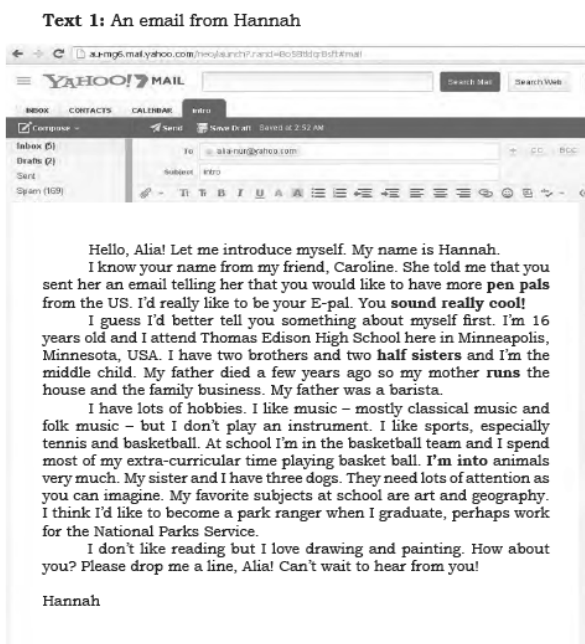 Text 1: An email from Hannah
YAHOO! 7 MAIL
Search Mail
Search Web
INBOX CONTACTS CALENDAR Intro
Compose
Send Save Draft Saved at 2:52 AM
Inbox (5)
Drafts (2)
Sent
Spam (169)
To
CC BCC
Subject Intro
Hello, Alia! Let me introduce myself. My name is Hannah.
I know your name from my friend, Caroline. She told me that you
sent her an email telling her that you would like to have more pen pals
from the US. I'd really like to be your E-pal. You sound really cool!
I guess I'd better tell you something about myself first. I'm 16
years old and I attend Thomas Edison High School here in Minneapolis,
Minnesota, USA. I have two brothers and two half sisters and I'm the
middle child. My father died a few years ago so my mother runs the
house and the family business. My father was a barista.
I have lots of hobbies. I like music – mostly classical music and
folk music – but I don't play an instrument. I like sports, especially
tennis and basketball. At school I'm in the basketball team and I spend
most of my extra-curricular time playing basket ball. I'm into animals
very much. My sister and I have three dogs. They need lots of attention as
you can imagine. My favorite subjects at school are art and geography.
I think I'd like to become a park ranger when I graduate, perhaps work
for the National Parks Service.
I don't like reading but I love drawing and painting. How about
you? Please drop me a line, Alia! Can't wait to hear from you!
Hannah